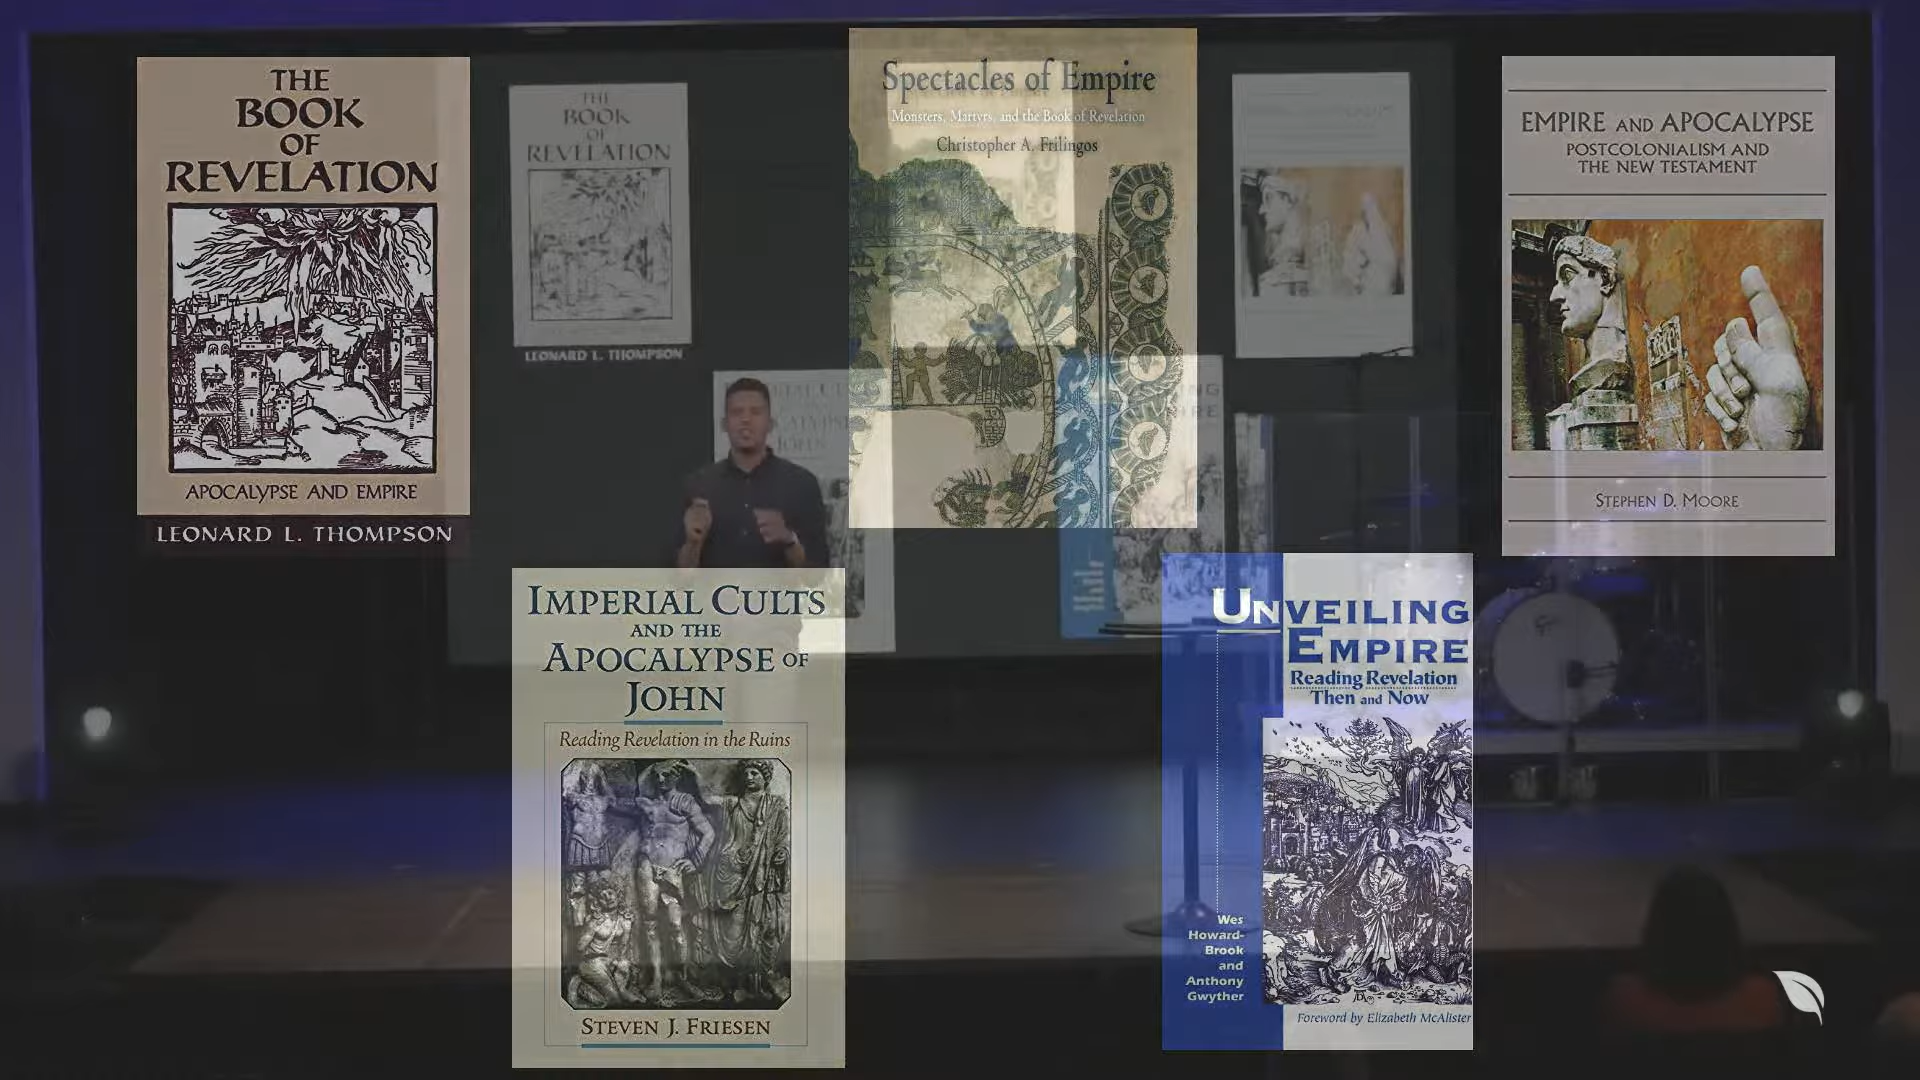 THE
BOOK
OF
REVELATION
APOCALYPSE AND EMPIRE
LEONARD L. THOMPSON
THE
BOOK
OF
REVELATION
LEONARD L. THOMPSON
Spectacles of Empire
Monsters, Martyrs, and the Book of Revelation
Christopher A. Frilingos
EMPIRE AND APOCALYPSE
POSTCOLONIALISM AND
THE NEW TESTAMENT
STEPHEN D. MOORE
IMPERIAL CULTS
AND THE
APOCALYPSE OF
JOHN
Reading Revelation in the Ruins
STEVEN J. FRIESEN
UNVEILING
EMPIRE
Reading Revelation
Then and Now
Wes
Howard-
Brook
and
Anthony
Gwyther
Foreword by Elizabeth McAlister